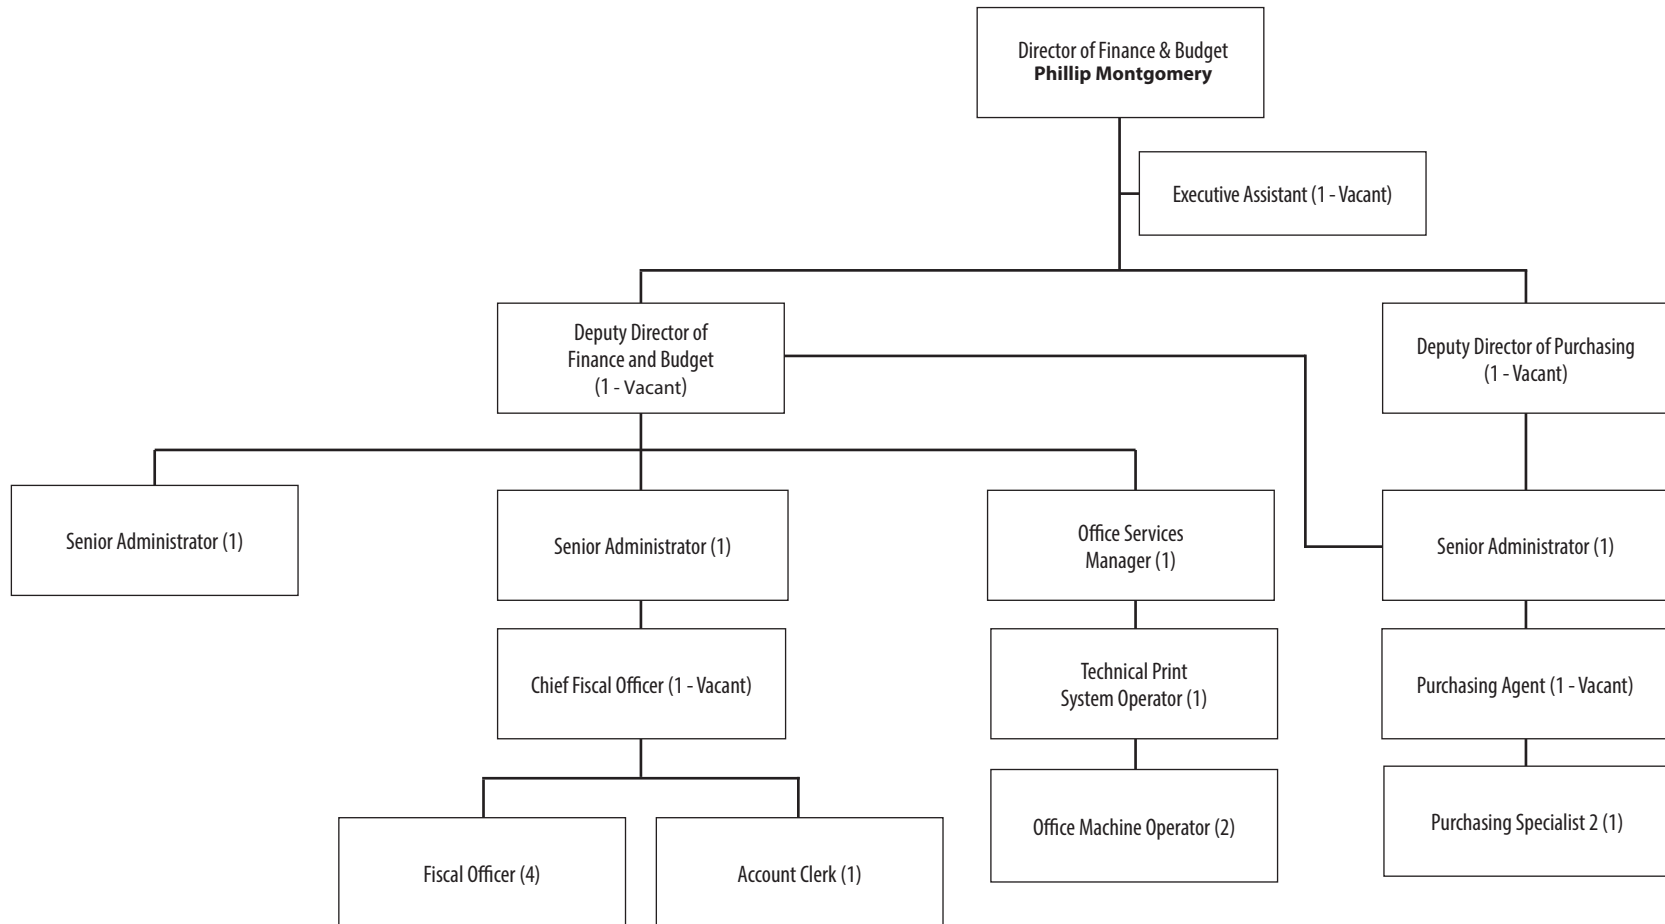 Director of Finance & Budget
Phillip Montgomery
Executive Assistant (1 - Vacant)
Deputy Director of
Finance and Budget
(1 - Vacant)
Deputy Director of Purchasing
(1 - Vacant)
Senior Administrator (1)
Senior Administrator (1)
Office Services
Manager (1)
Senior Administrator (1)
Chief Fiscal Officer (1 - Vacant)
Technical Print
System Operator (1)
Purchasing Agent (1 - Vacant)
Office Machine Operator (2)
Purchasing Specialist 2 (1)
Fiscal Officer (4)
Account Clerk (1)